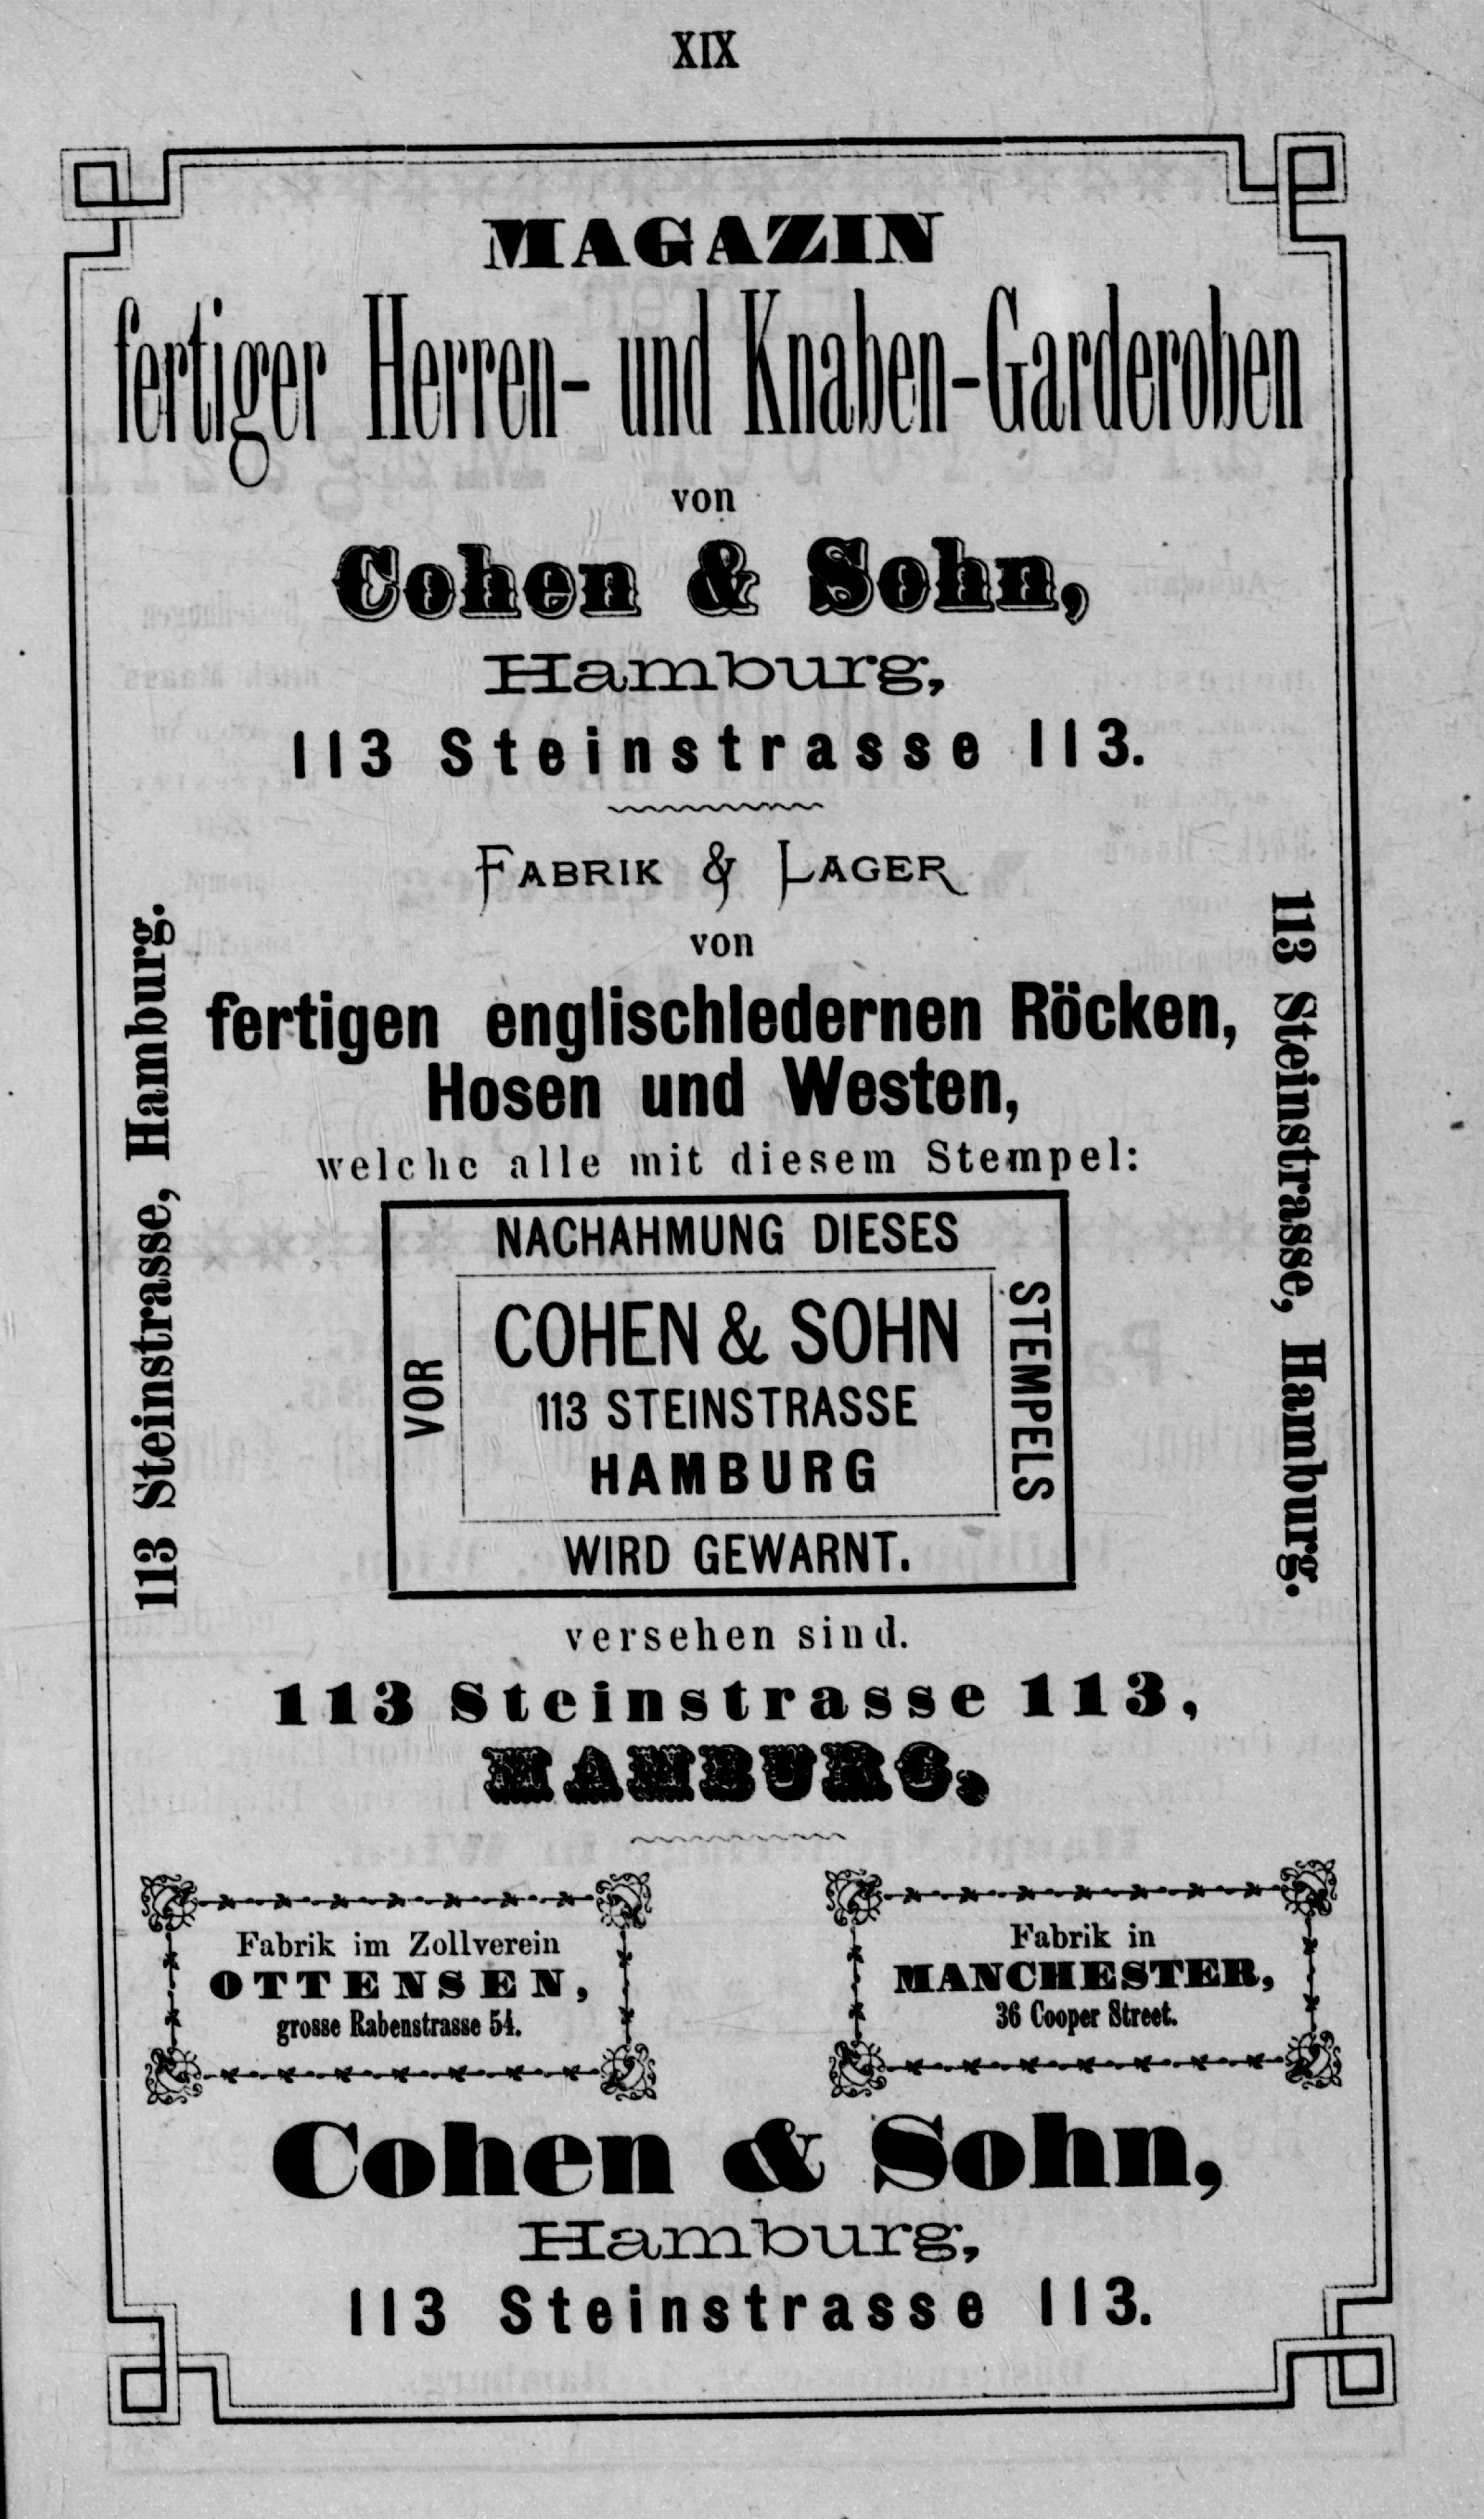 XIX
MAGAZIN
fertiger Herren- und Knaben-Garderoben
von
Cohen & Sohn,
Hamburg,
113 Steinstrasse 113.
FABRIK & LAGER
von
fertigen englischledernen Röcken,
Hosen und Westen,
welche alle mit diesem Stempel:
113 Steinstrasse, Hamburg.
VOR
NACHAHMUNG DIESES
STEMPELS
COHEN & SOHN
113 STEINSTRASSE
HAMBURG
WIRD GEWARNT.
113 Steinstrasse, Hamburg.
versehen sind.
113 Steinstrasse 113,
HAMBURG,
Fabrik im Zollverein
OTTENSEN,
grosse Rabenstrasse 54.
Fabrik in
MANCHESTER,
36 Cooper Street.
Cohen & Sohn,
Hamburg,
113 Steinstrasse 113.